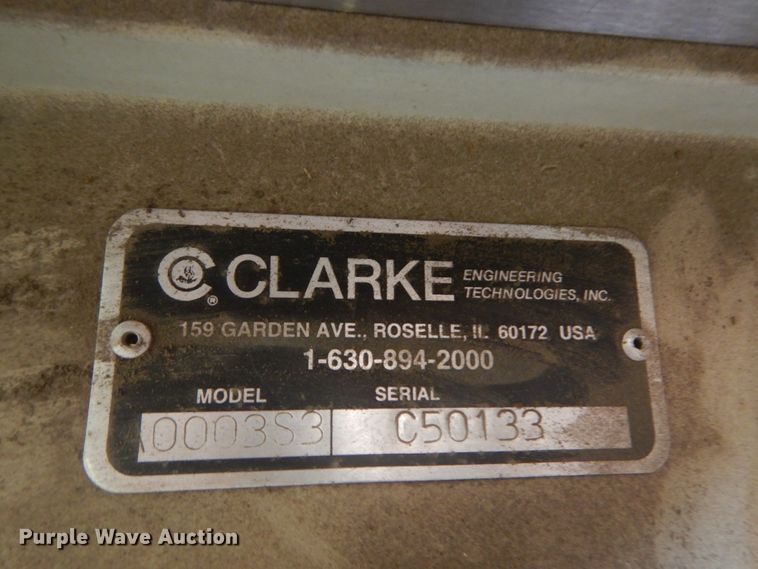 CLARKE ENGINEERING TECHNOLOGIES, INC.
®
159 GARDEN AVE., ROSELLE, IL 60172 USA
1-630-894-2000
MODEL SERIAL
A0003S3 C50133
Purple Wave Auction